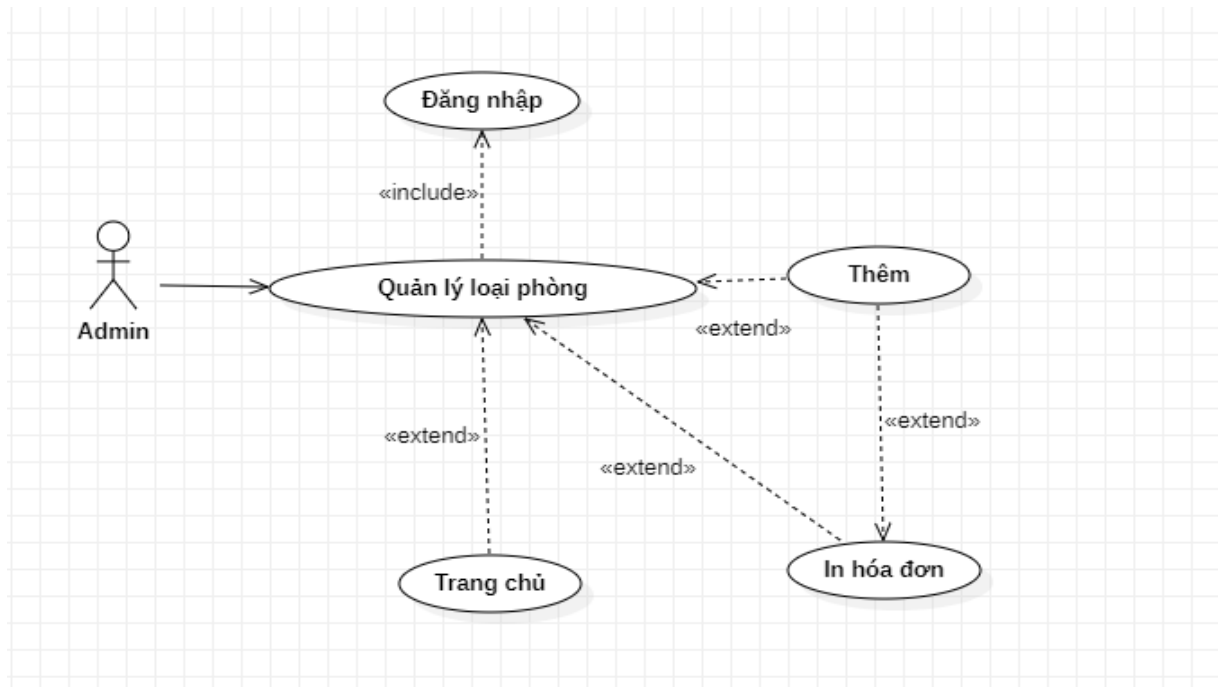 Đăng nhập
«include»
Thêm
Quản lý loại phòng
Admin
«extend»
«extend»
«extend»
«extend»
In hóa đơn
Trang chủ